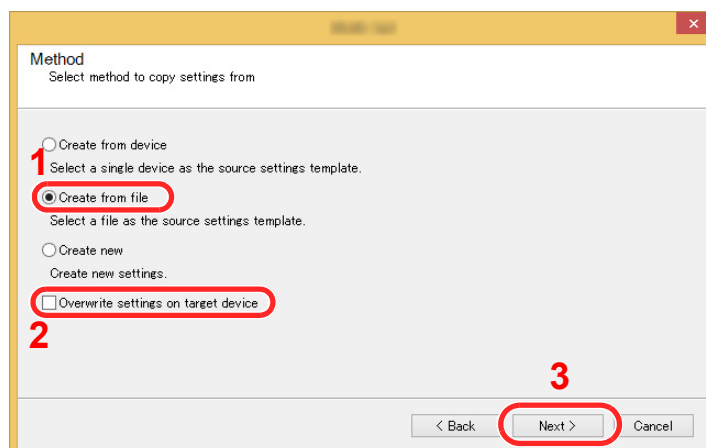 Method
Select method to copy settings from
Create from device
1
Select a single device as the source settings template.
Create from file
Select a file as the source settings template.
Create new
Create new settings.
Overwrite settings on target device
2
3
< Back Next > Cancel